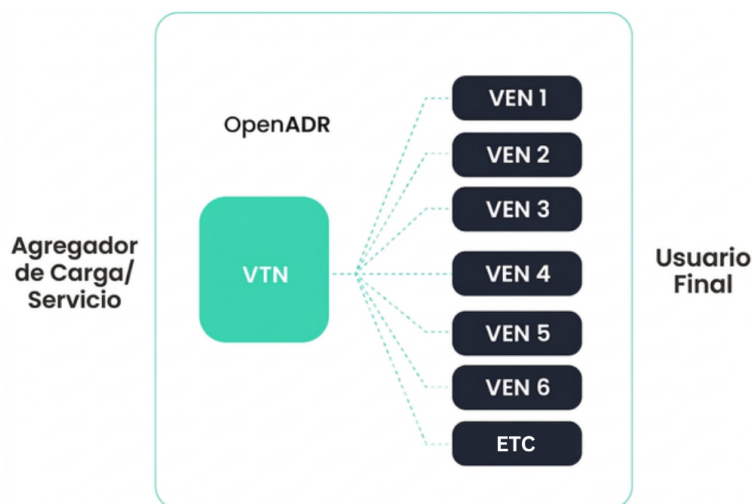 OpenADR
Agregador
de Carga/
Servicio
VTN
VEN 1
VEN 2
VEN 3
VEN 4
VEN 5
VEN 6
ETC
Usuario
Final